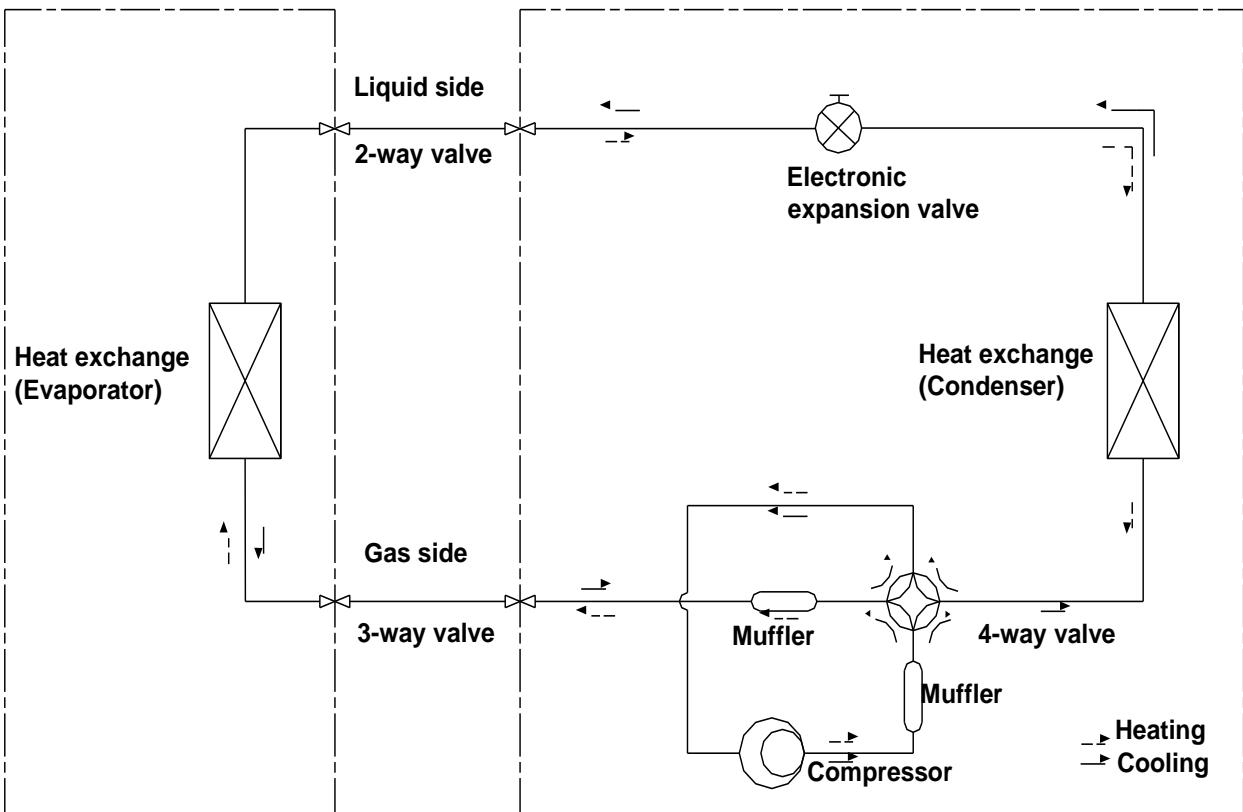 Liquid side
2-way valve
Electronic
expansion valve
Heat exchange
(Evaporator)
Heat exchange
(Condenser)
Gas side
3-way valve
Muffler
4-way valve
Muffler
Compressor
Heating
Cooling